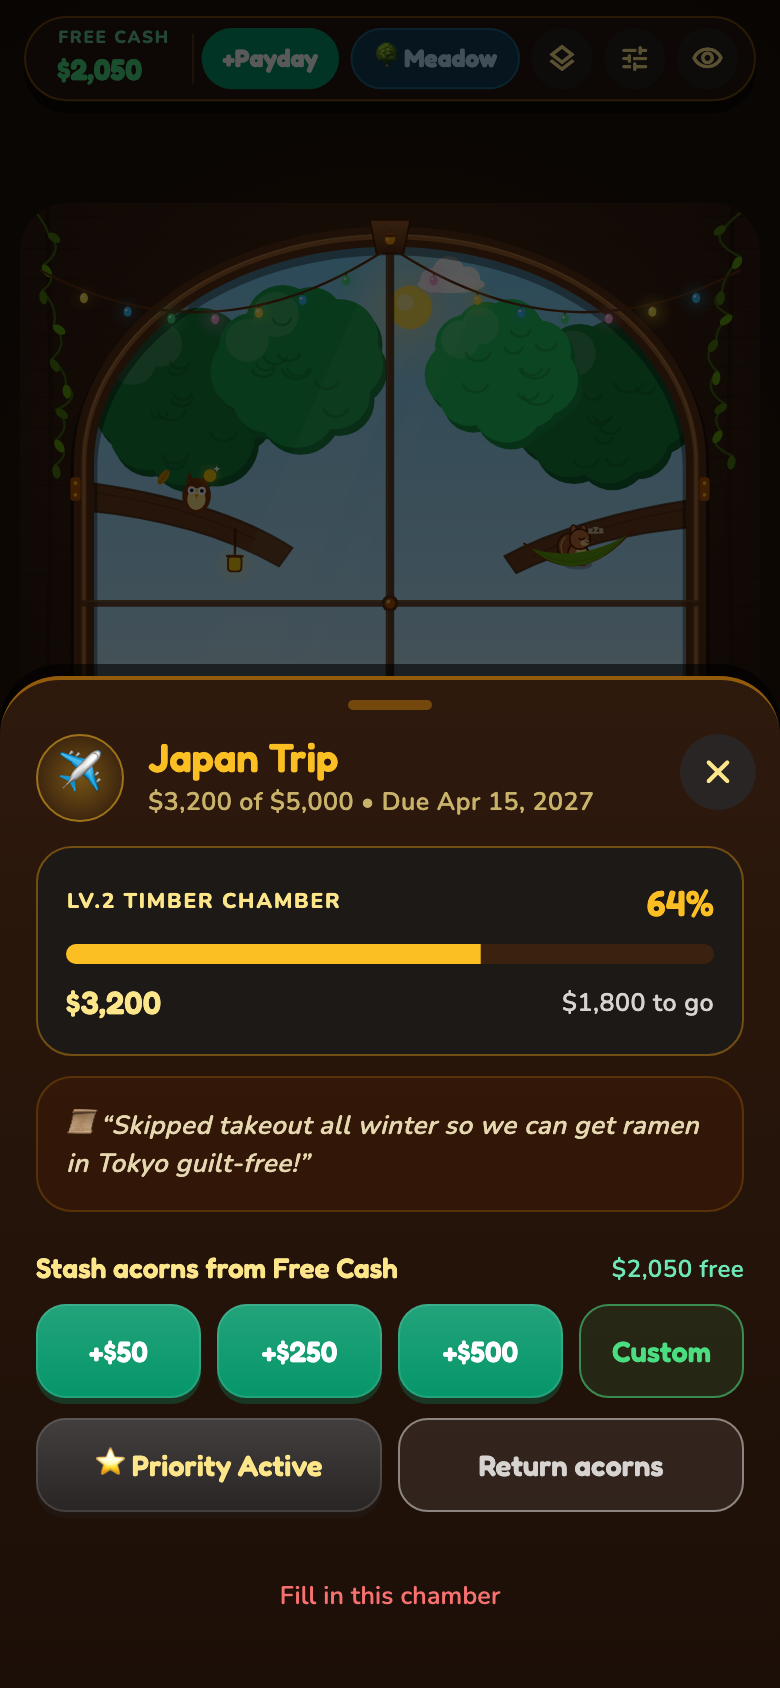 FREE CASH
$2,050
+Payday
Meadow
zZz
Japan Trip
$3,200 of $5,000 • Due Apr 15, 2027
LV.2 TIMBER CHAMBER
64%
$3,200
$1,800 to go
“Skipped takeout all winter so we can get ramen
in Tokyo guilt-free!”
Stash acorns from Free Cash
$2,050 free
+$50
+$250
+$500
Custom
Priority Active
Return acorns
Fill in this chamber